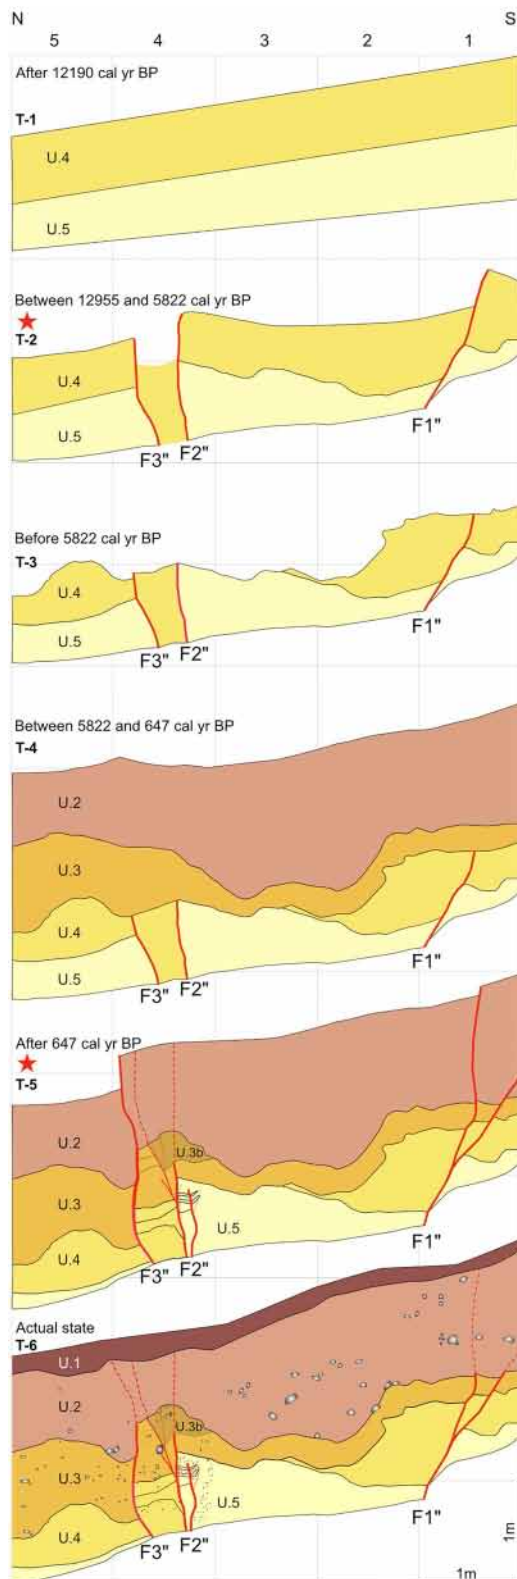 N S
5 4 3 2 1
After 12190 cal yr BP
T-1
U.4
U.5
Between 12955 and 5822 cal yr BP
T-2
U.4
U.5
F3" F2" F1"
Before 5822 cal yr BP
T-3
U.4
U.5
F3" F2" F1"
Between 5822 and 647 cal yr BP
T-4
U.2
U.3
U.4
U.5
F3" F2" F1"
After 647 cal yr BP
T-5
U.2
U.3b
U.3
U.5
U.4
F3" F2" F1"
Actual state
T-6
U.1
U.2
U.3b
U.3
U.5
U.4
F3" F2" F1"
1m
1m